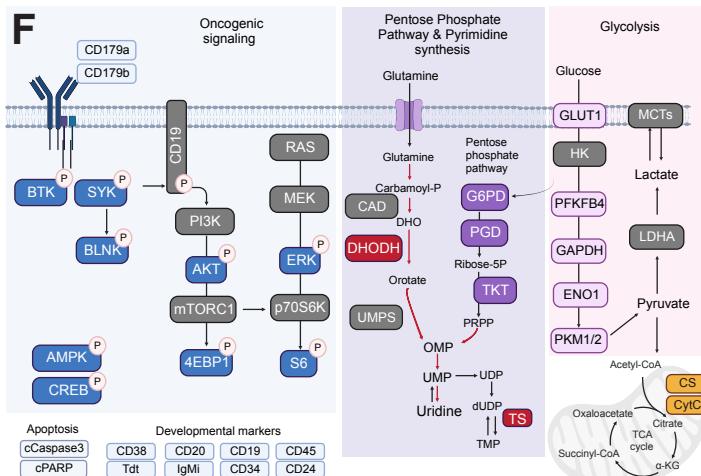 F
Oncogenic
signaling
CD179a
CD179b
CD19
P
BTK
P
SYK
P
P
BLNK
P
PI3K
AKT
P
mTORC1
4EBP1
P
RAS
MEK
ERK
P
p70S6K
S6
P
AMPK
P
CREB
P
Apoptosis
cCaspase3
cPARP
Developmental markers
CD38
CD20
CD19
CD45
Tdt
IgMi
CD34
CD24
Pentose Phosphate
Pathway & Pyrimidine
synthesis
Glutamine
Glutamine
Carbamoyl-P
CAD
DHO
DHODH
Orotate
UMPS
OMP
UMP
Uridine
UDP
dUDP
TS
TMP
Pentose
phosphate
pathway
G6PD
PGD
Ribose-5P
TKT
PRPP
Glycolysis
Glucose
GLUT1
HK
PFKFB4
GAPDH
ENO1
PKM1/2
MCTs
Lactate
LDHA
Pyruvate
Acetyl-CoA
CS
CytC
Oxaloacetate
Citrate
TCA
cycle
Succinyl-CoA
α-KG